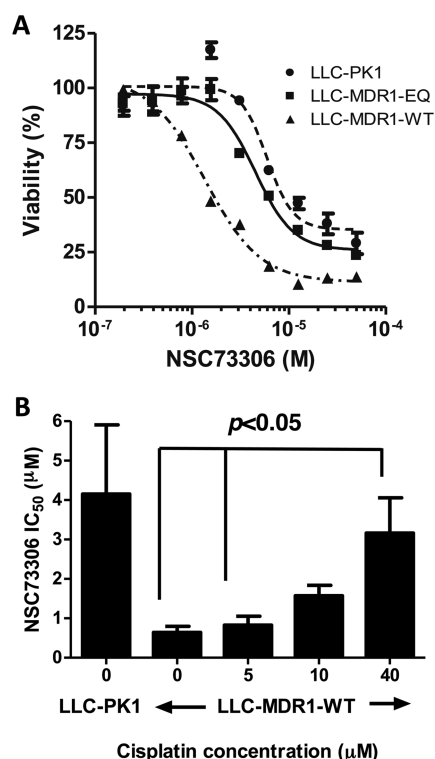 A
125
100
75
50
25
0
Viability (%)
LLC-PK1
LLC-MDR1-EQ
LLC-MDR1-WT
10-7
10-6
10-5
10-4
NSC73306 (M)
B
p<0.05
6
5
4
3
2
1
0
NSC73306 IC50 (μM)
0 0 5 10 40
LLC-PK1 LLC-MDR1-WT
Cisplatin concentration (μM)